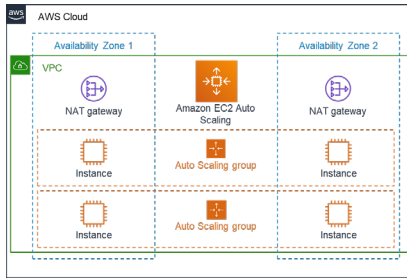 aws
AWS Cloud
Availability Zone 1
Availability Zone 2
VPC
NAT gateway
Amazon EC2 Auto
Scaling
NAT gateway
Instance
Auto Scaling group
Instance
Instance
Auto Scaling group
Instance